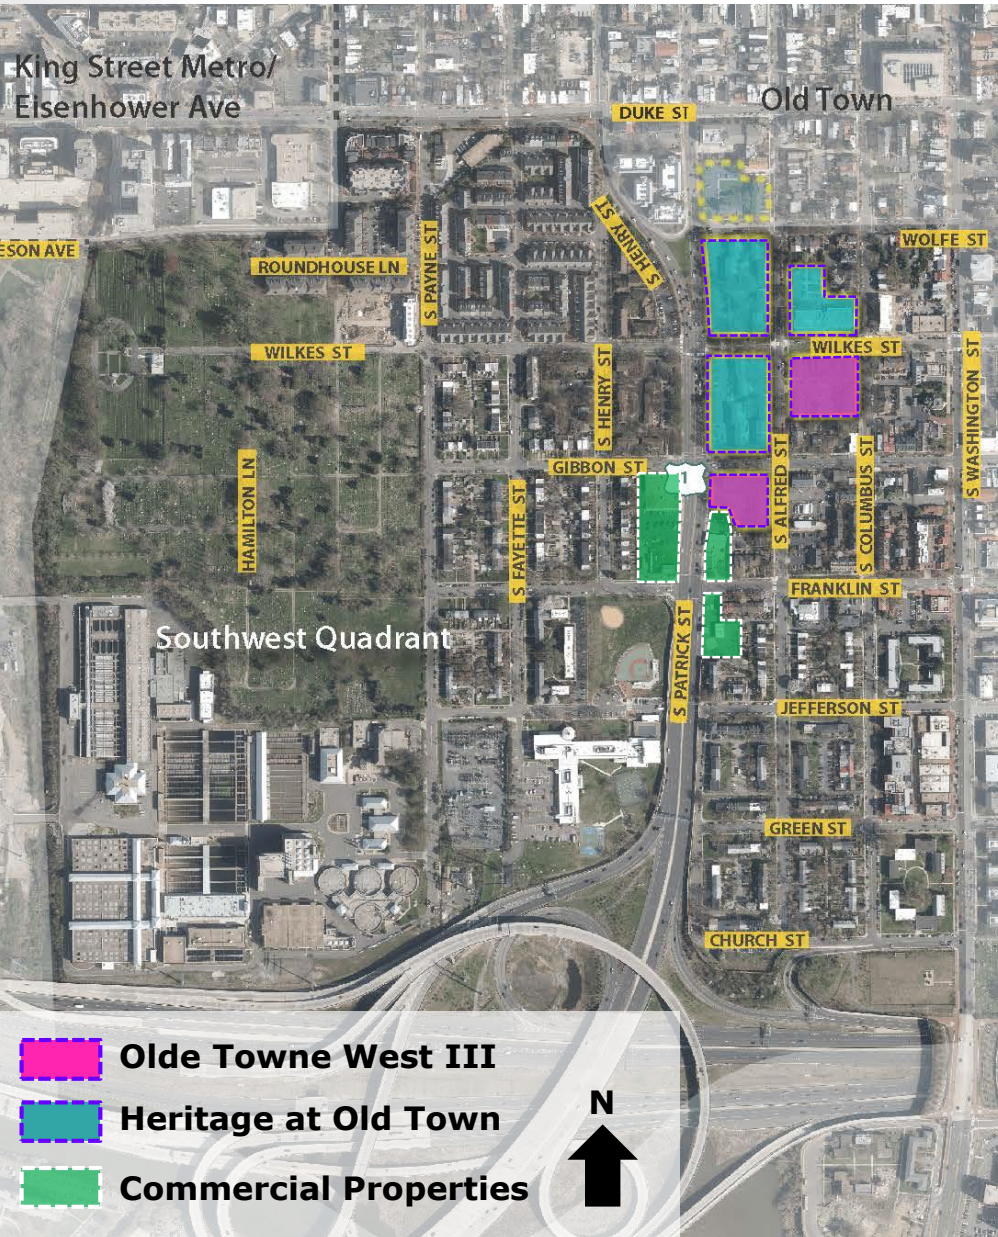 King Street Metro/
Eisenhower Ave
Old Town
DUKE ST
S HENRY ST
WOLFE ST
ESON AVE
S PAYNE ST
ROUNDHOUSE LN
WILKES ST
WILKES ST
S HENRY ST
S WASHINGTON ST
GIBBON ST
1
S ALFRED ST
S COLUMBUS ST
HAMILTON LN
S FAYETTE ST
FRANKLIN ST
Southwest Quadrant
S PATRICK ST
JEFFERSON ST
GREEN ST
CHURCH ST
Olde Towne West III
Heritage at Old Town
Commercial Properties
N